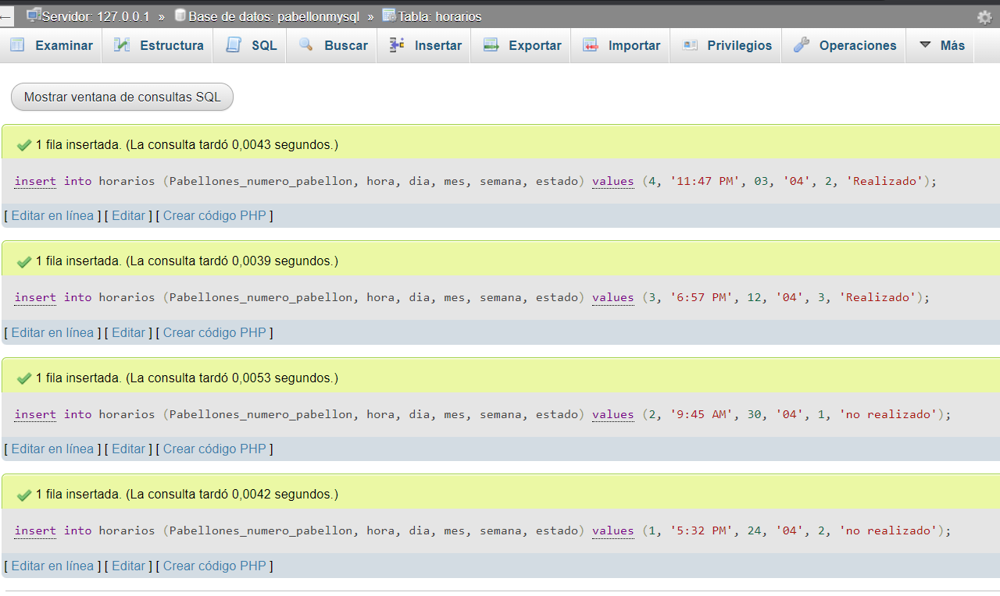 ← Servidor: 127.0.0.1 » Base de datos: pabellonmysql » Tabla: horarios
Examinar Estructura SQL Buscar Insertar Exportar Importar Privilegios Operaciones Más
Mostrar ventana de consultas SQL
1 fila insertada. (La consulta tardó 0,0043 segundos.)
insert into horarios (Pabellones_numero_pabellon, hora, dia, mes, semana, estado) values (4, '11:47 PM', 03, '04', 2, 'Realizado');
[ Editar en línea ] [ Editar ] [ Crear código PHP ]
1 fila insertada. (La consulta tardó 0,0039 segundos.)
insert into horarios (Pabellones_numero_pabellon, hora, dia, mes, semana, estado) values (3, '6:57 PM', 12, '04', 3, 'Realizado');
[ Editar en línea ] [ Editar ] [ Crear código PHP ]
1 fila insertada. (La consulta tardó 0,0053 segundos.)
insert into horarios (Pabellones_numero_pabellon, hora, dia, mes, semana, estado) values (2, '9:45 AM', 30, '04', 1, 'no realizado');
[ Editar en línea ] [ Editar ] [ Crear código PHP ]
1 fila insertada. (La consulta tardó 0,0042 segundos.)
insert into horarios (Pabellones_numero_pabellon, hora, dia, mes, semana, estado) values (1, '5:32 PM', 24, '04', 2, 'no realizado');
[ Editar en línea ] [ Editar ] [ Crear código PHP ]